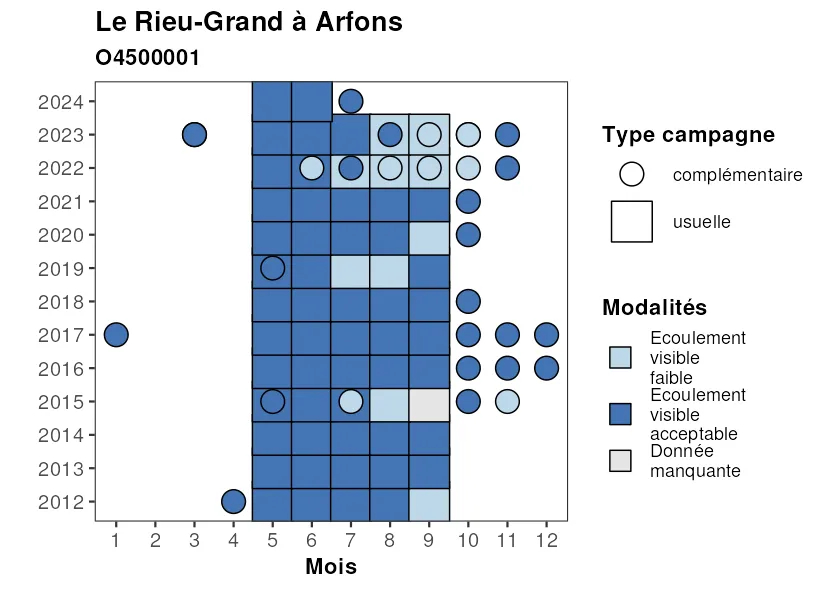 Le Rieu-Grand à Arfons
O4500001
2024
2023
2022
2021
2020
2019
2018
2017
2016
2015
2014
2013
2012
1 2 3 4 5 6 7 8 9 10 11 12
Mois
Type campagne
complémentaire
usuelle
Modalités
Ecoulement
visible
faible
Ecoulement
visible
acceptable
Donnée
manquante